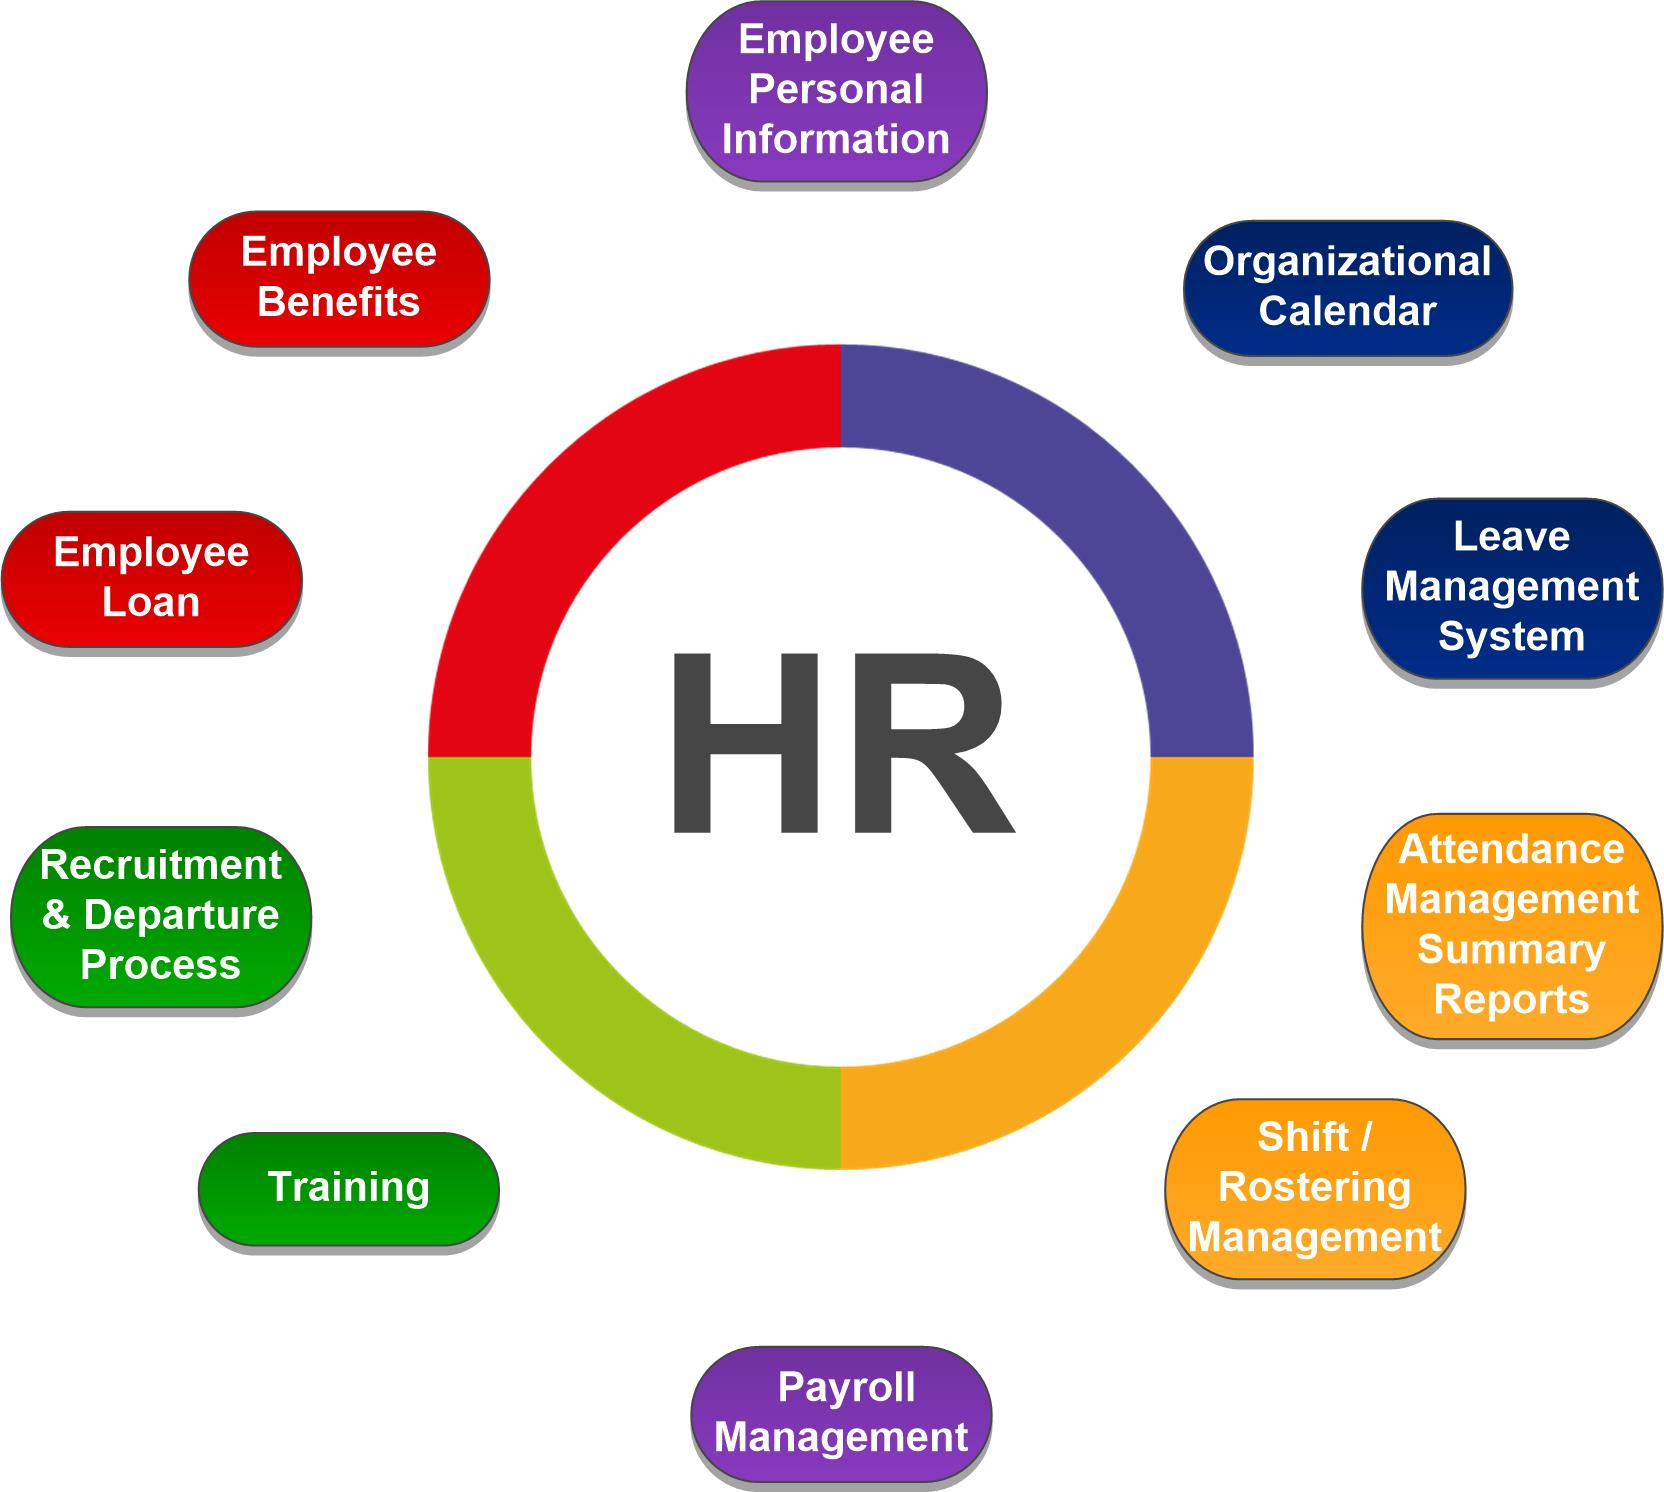 Employee
Personal
Information
Employee
Benefits
Organizational
Calendar
Employee
Loan
Leave
Management
System
HR
Recruitment
& Departure
Process
Attendance
Management
Summary
Reports
Training
Shift /
Rostering
Management
Payroll
Management